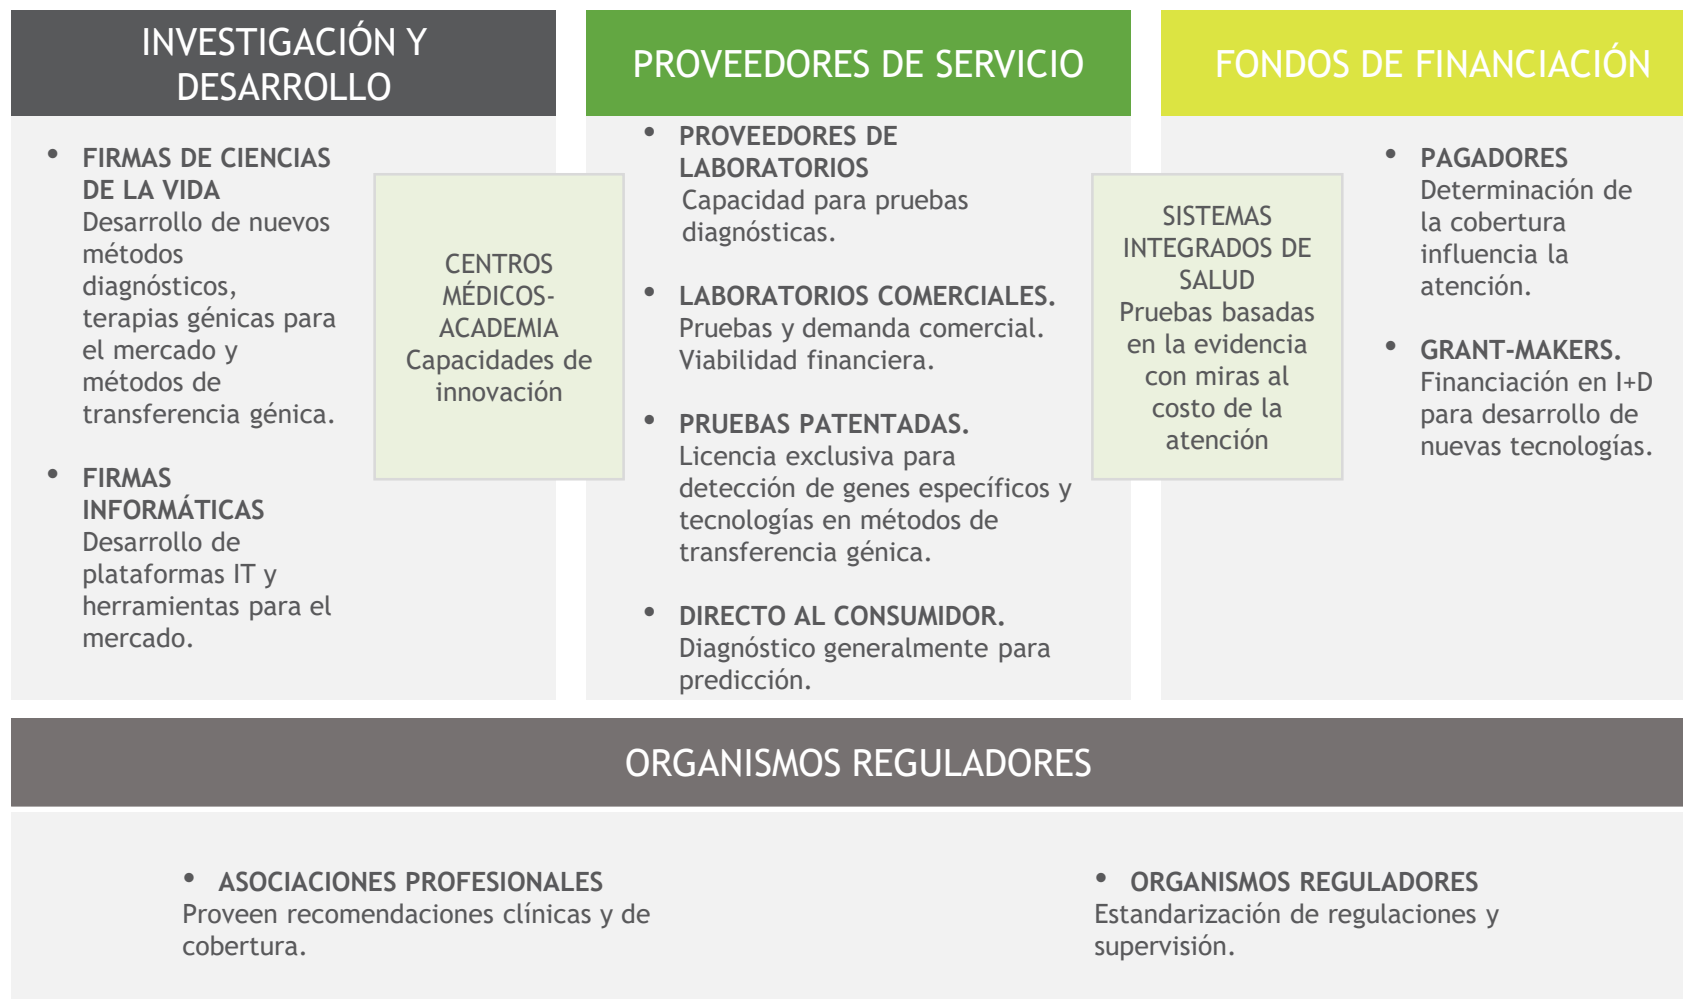 INVESTIGACIÓN Y
DESARROLLO
• FIRMAS DE CIENCIAS
DE LA VIDA
Desarrollo de nuevos
métodos
diagnósticos,
terapias génicas para
el mercado y
métodos de
transferencia génica.
• FIRMAS
INFORMÁTICAS
Desarrollo de
plataformas IT y
herramientas para el
mercado.
CENTROS
MÉDICOS-
ACADEMIA
Capacidades de
innovación
PROVEEDORES DE SERVICIO
• PROVEEDORES DE
LABORATORIOS
Capacidad para pruebas
diagnósticas.
• LABORATORIOS COMERCIALES.
Pruebas y demanda comercial.
Viabilidad financiera.
• PRUEBAS PATENTADAS.
Licencia exclusiva para
detección de genes específicos y
tecnologías en métodos de
transferencia génica.
• DIRECTO AL CONSUMIDOR.
Diagnóstico generalmente para
predicción.
SISTEMAS
INTEGRADOS DE
SALUD
Pruebas basadas
en la evidencia
con miras al
costo de la
atención
FONDOS DE FINANCIACIÓN
• PAGADORES
Determinación de
la cobertura
influencia la
atención.
• GRANT-MAKERS.
Financiación en I+D
para desarrollo de
nuevas tecnologías.
ORGANISMOS REGULADORES
• ASOCIACIONES PROFESIONALES
Proveen recomendaciones clínicas y de
cobertura.
• ORGANISMOS REGULADORES
Estandarización de regulaciones y
supervisión.